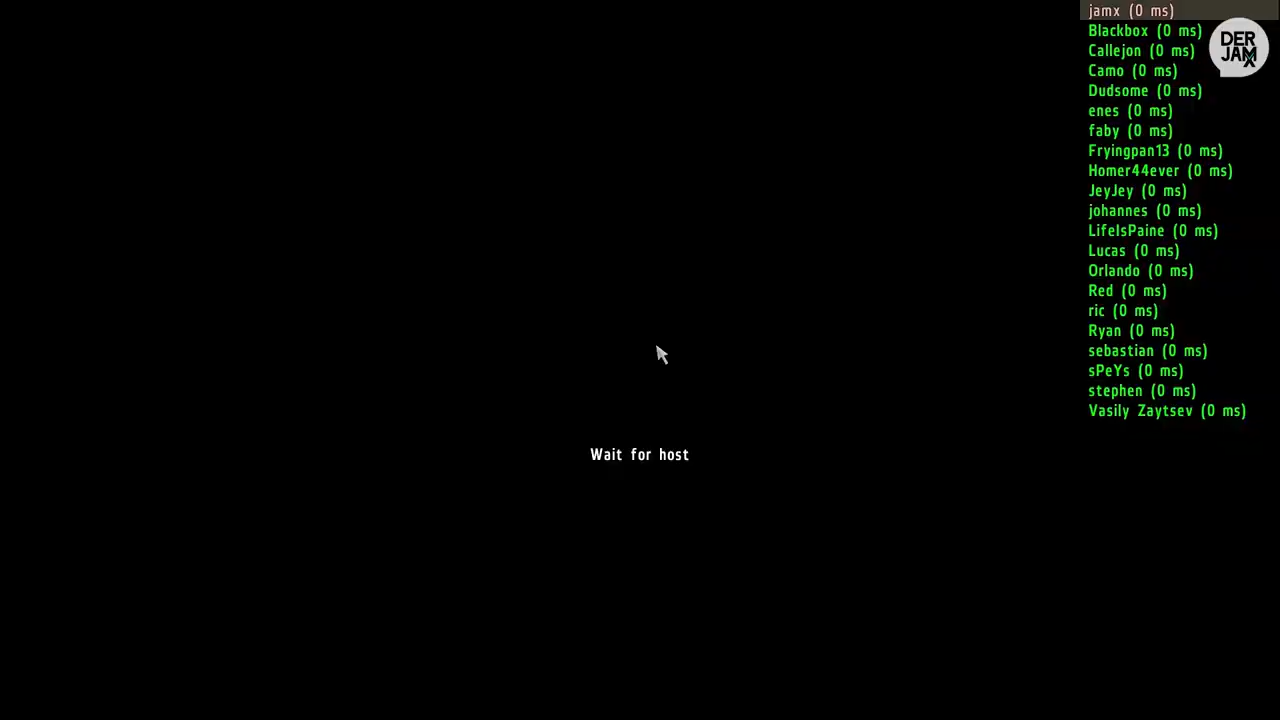 jamx (0 ms)
Blackbox (0 ms)
Callejon (0 ms)
Camo (0 ms)
Dudsome (0 ms)
enes (0 ms)
faby (0 ms)
Fryingpan13 (0 ms)
Homer44ever (0 ms)
JeyJey (0 ms)
johannes (0 ms)
LifeIsPaine (0 ms)
Lucas (0 ms)
Orlando (0 ms)
Red (0 ms)
ric (0 ms)
Ryan (0 ms)
sebastian (0 ms)
sPeYs (0 ms)
stephen (0 ms)
Vasily Zaytsev (0 ms)
DER
JAM
X
Wait for host